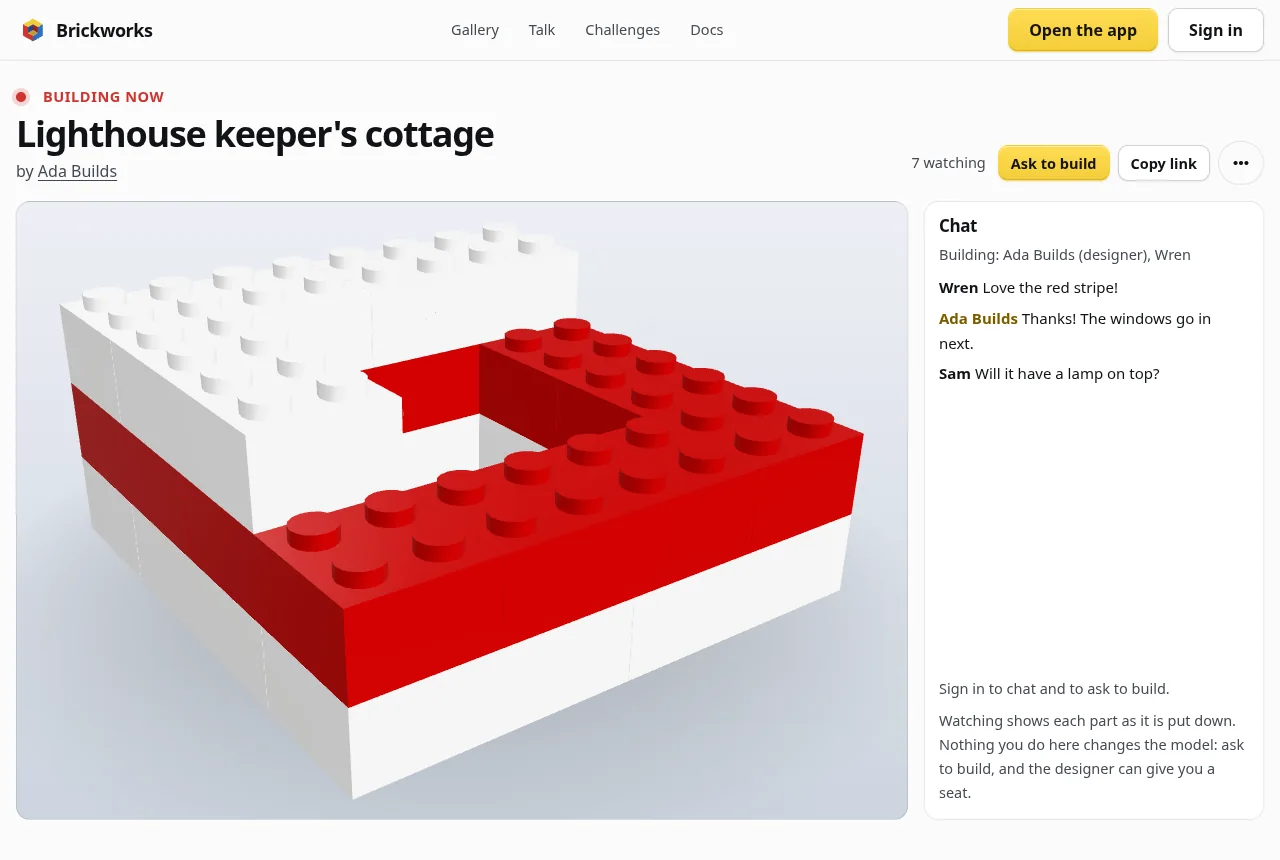 Brickworks
Gallery Talk Challenges Docs
Open the app
Sign in
BUILDING NOW
Lighthouse keeper's cottage
by Ada Builds
7 watching
Ask to build
Copy link
•••
Chat
Building: Ada Builds (designer), Wren
Wren Love the red stripe!
Ada Builds Thanks! The windows go in
next.
Sam Will it have a lamp on top?
Sign in to chat and to ask to build.
Watching shows each part as it is put down.
Nothing you do here changes the model: ask
to build, and the designer can give you a
seat.